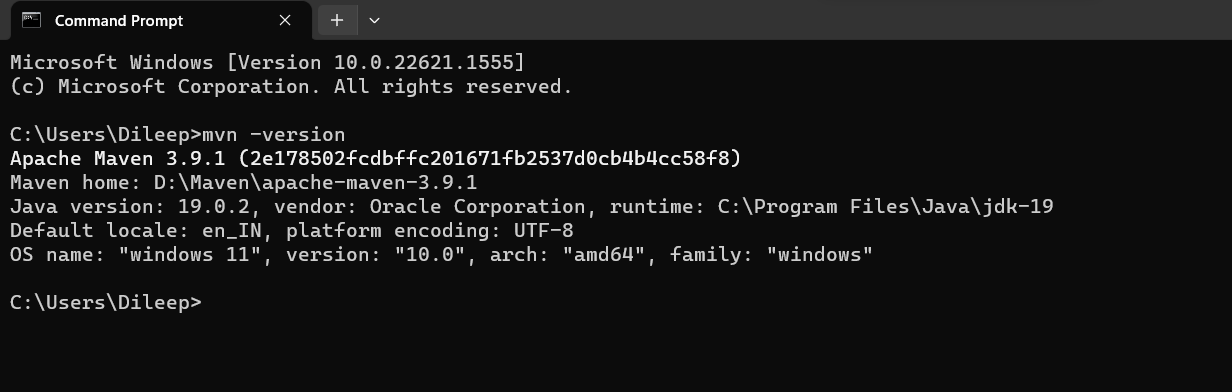 Command Prompt
Microsoft Windows [Version 10.0.22621.1555]
(c) Microsoft Corporation. All rights reserved.
C:\Users\Dileep>mvn -version
Apache Maven 3.9.1 (2e178502fcdbffc201671fb2537d0cb4b4cc58f8)
Maven home: D:\Maven\apache-maven-3.9.1
Java version: 19.0.2, vendor: Oracle Corporation, runtime: C:\Program Files\Java\jdk-19
Default locale: en_IN, platform encoding: UTF-8
OS name: "windows 11", version: "10.0", arch: "amd64", family: "windows"
C:\Users\Dileep>